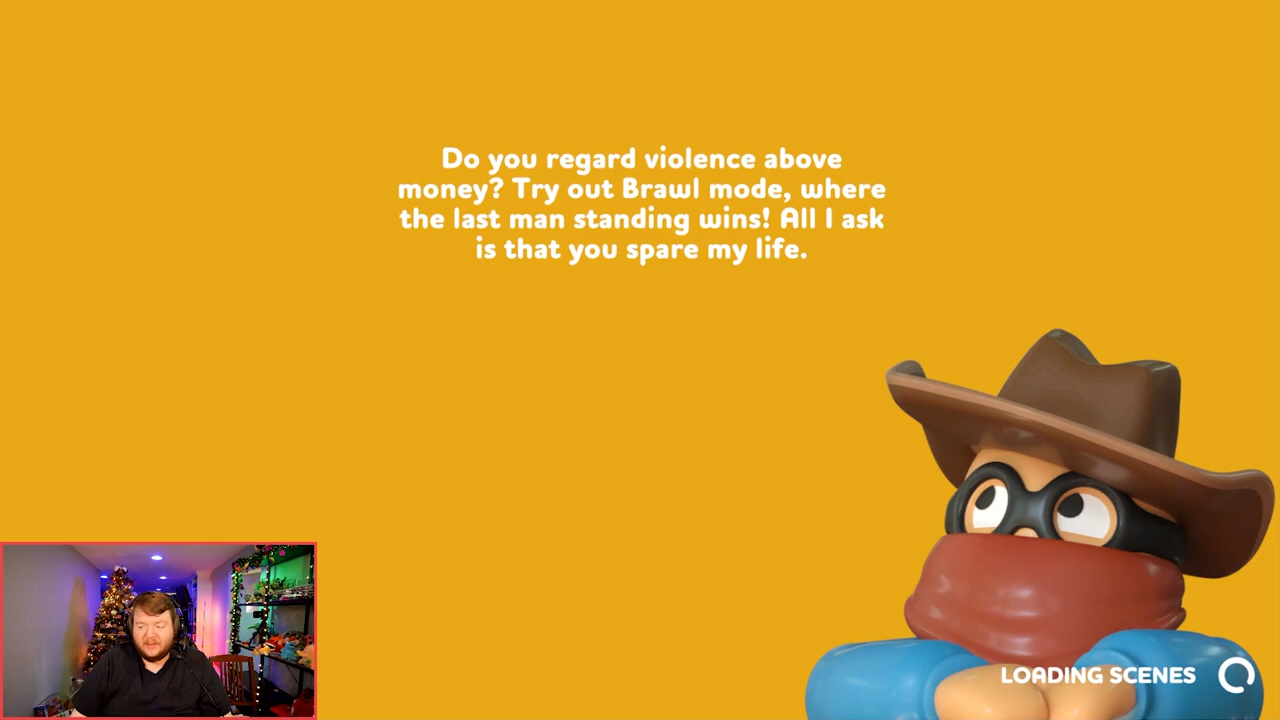 Do you regard violence above
money? Try out Brawl mode, where
the last man standing wins! All I ask
is that you spare my life.
LOADING SCENES